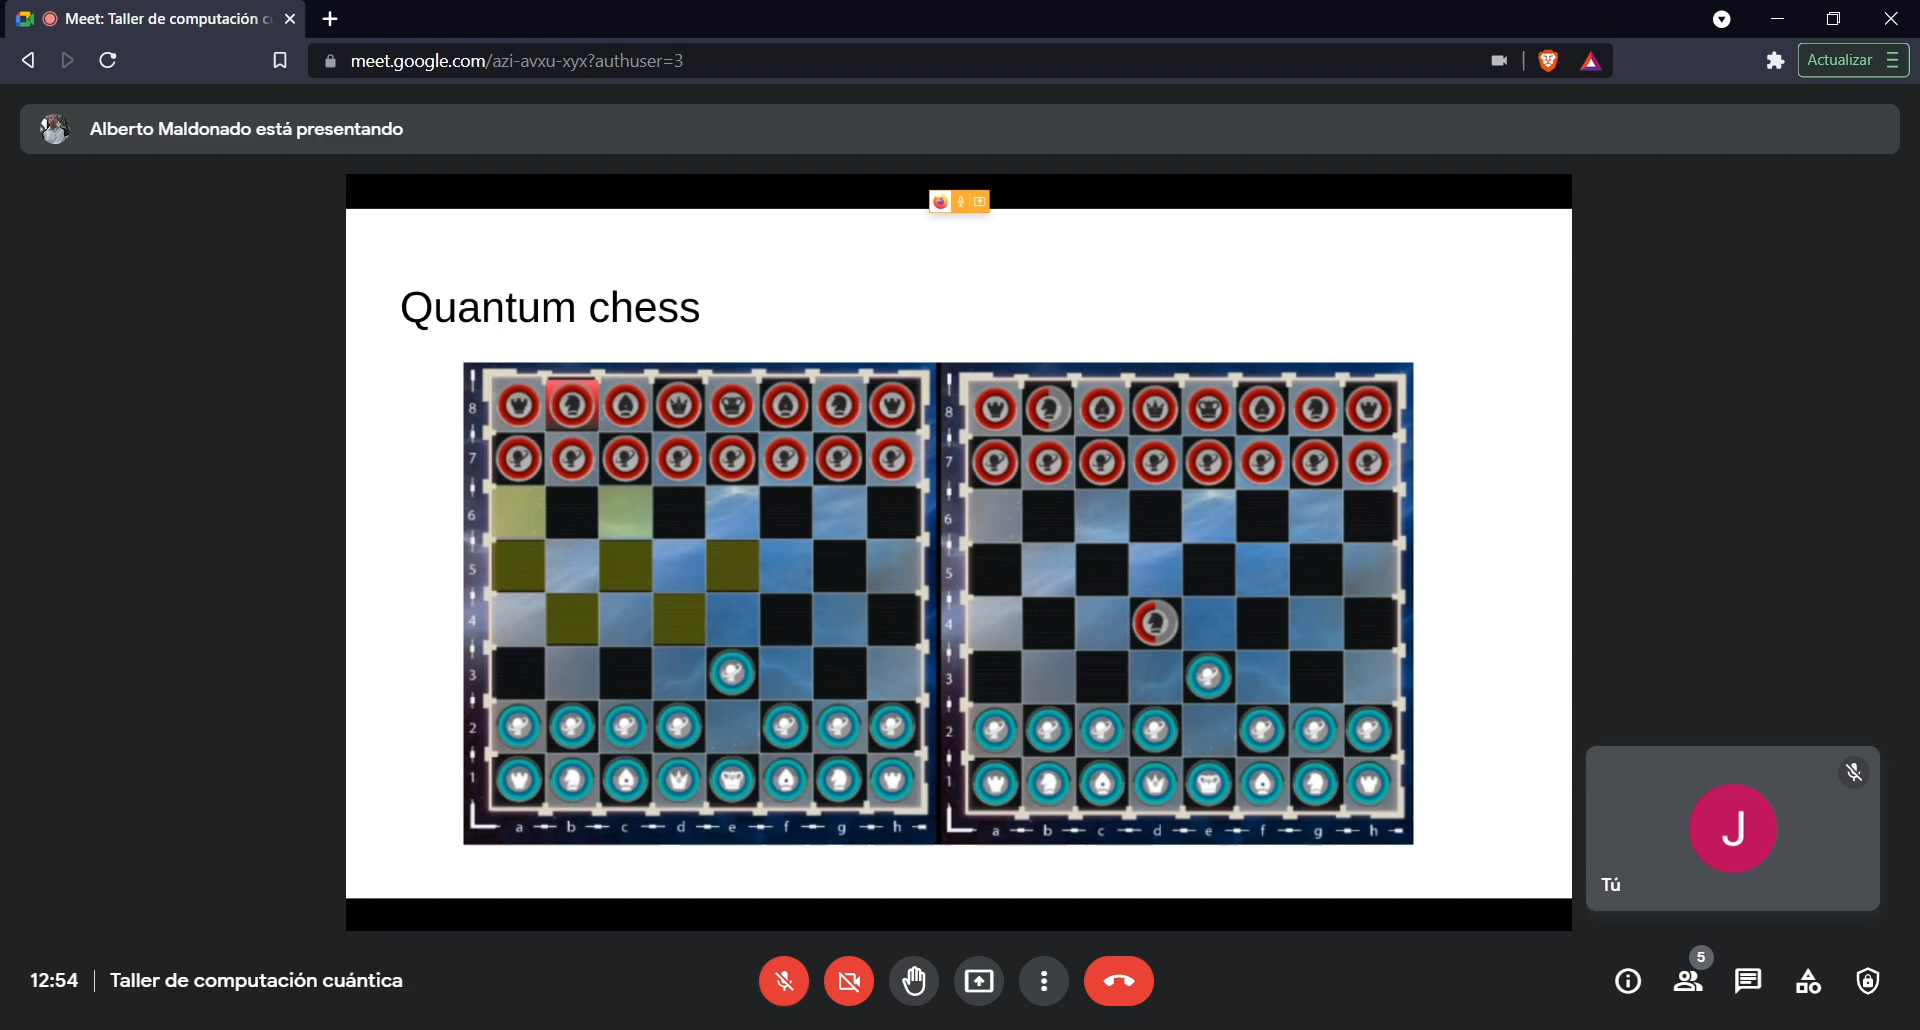 Meet: Taller de computación c
meet.google.com/azi-avxu-xyx?authuser=3
Actualizar
Alberto Maldonado está presentando
Quantum chess
8
7
6
5
4
3
2
1
a b c d e f g h
8
7
6
5
4
3
2
1
a b c d e f g h
J
Tú
12:54 | Taller de computación cuántica
5